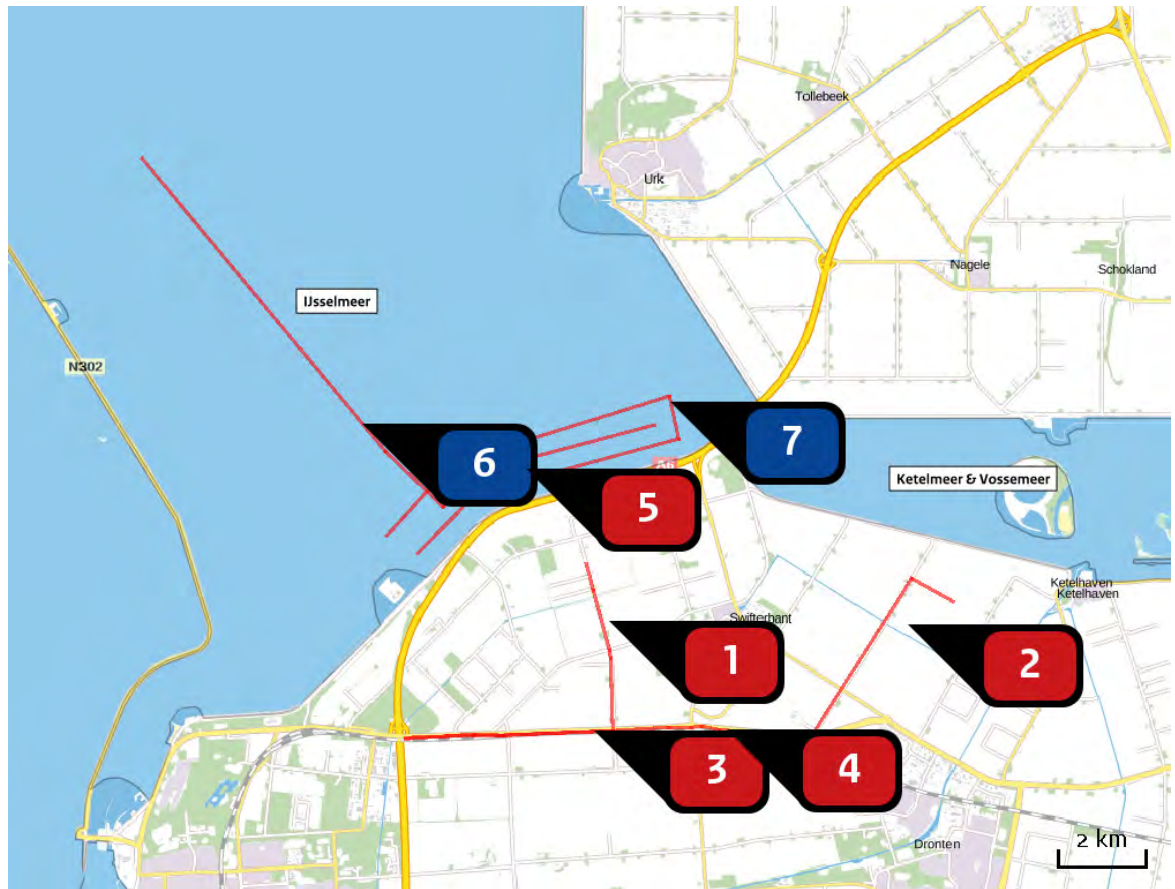 Tollebeek
Urk
Nagele
Schokland
IJsselmeer
N302
7
6
Ketelmeer & Vossemeer
5
Ketelhaven
Ketelhaven
Swifterbant
1
2
3
4
Dronten
2 km